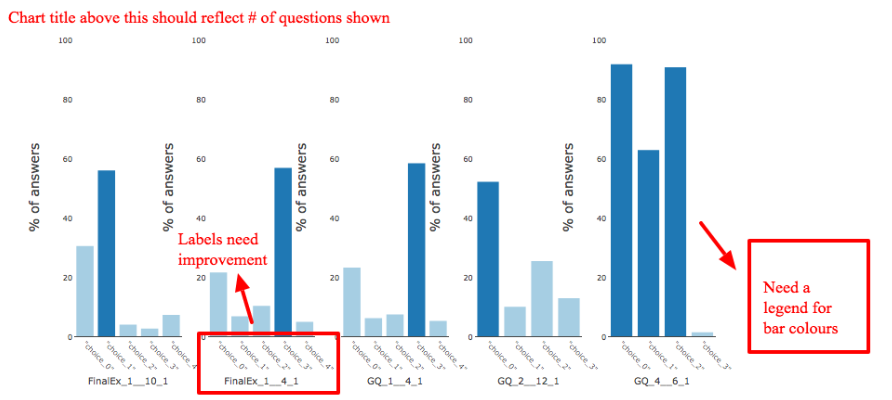 Chart title above this should reflect # of questions shown
100 100 100 100 100
80 80 80 80 80
% of answers % of answers % of answers % of answers % of answers
60 60 60 60 60
40 40 40 40 40
Labels need
improvement
20 20 20 20 20
Need a
legend for
bar colours
0 0 0 0 0
"choice_0" "choice_1" "choice_2" "choice_3" "choice_4" "choice_0" "choice_1" "choice_2" "choice_3" "choice_4" "choice_0" "choice_1" "choice_2" "choice_3" "choice_4" "choice_0" "choice_1" "choice_2" "choice_3" "choice_0" "choice_1" "choice_2" "choice_3"
FinalEx_1__10_1 FinalEx_1__4_1 GQ_1__4_1 GQ_2__12_1 GQ_4__6_1